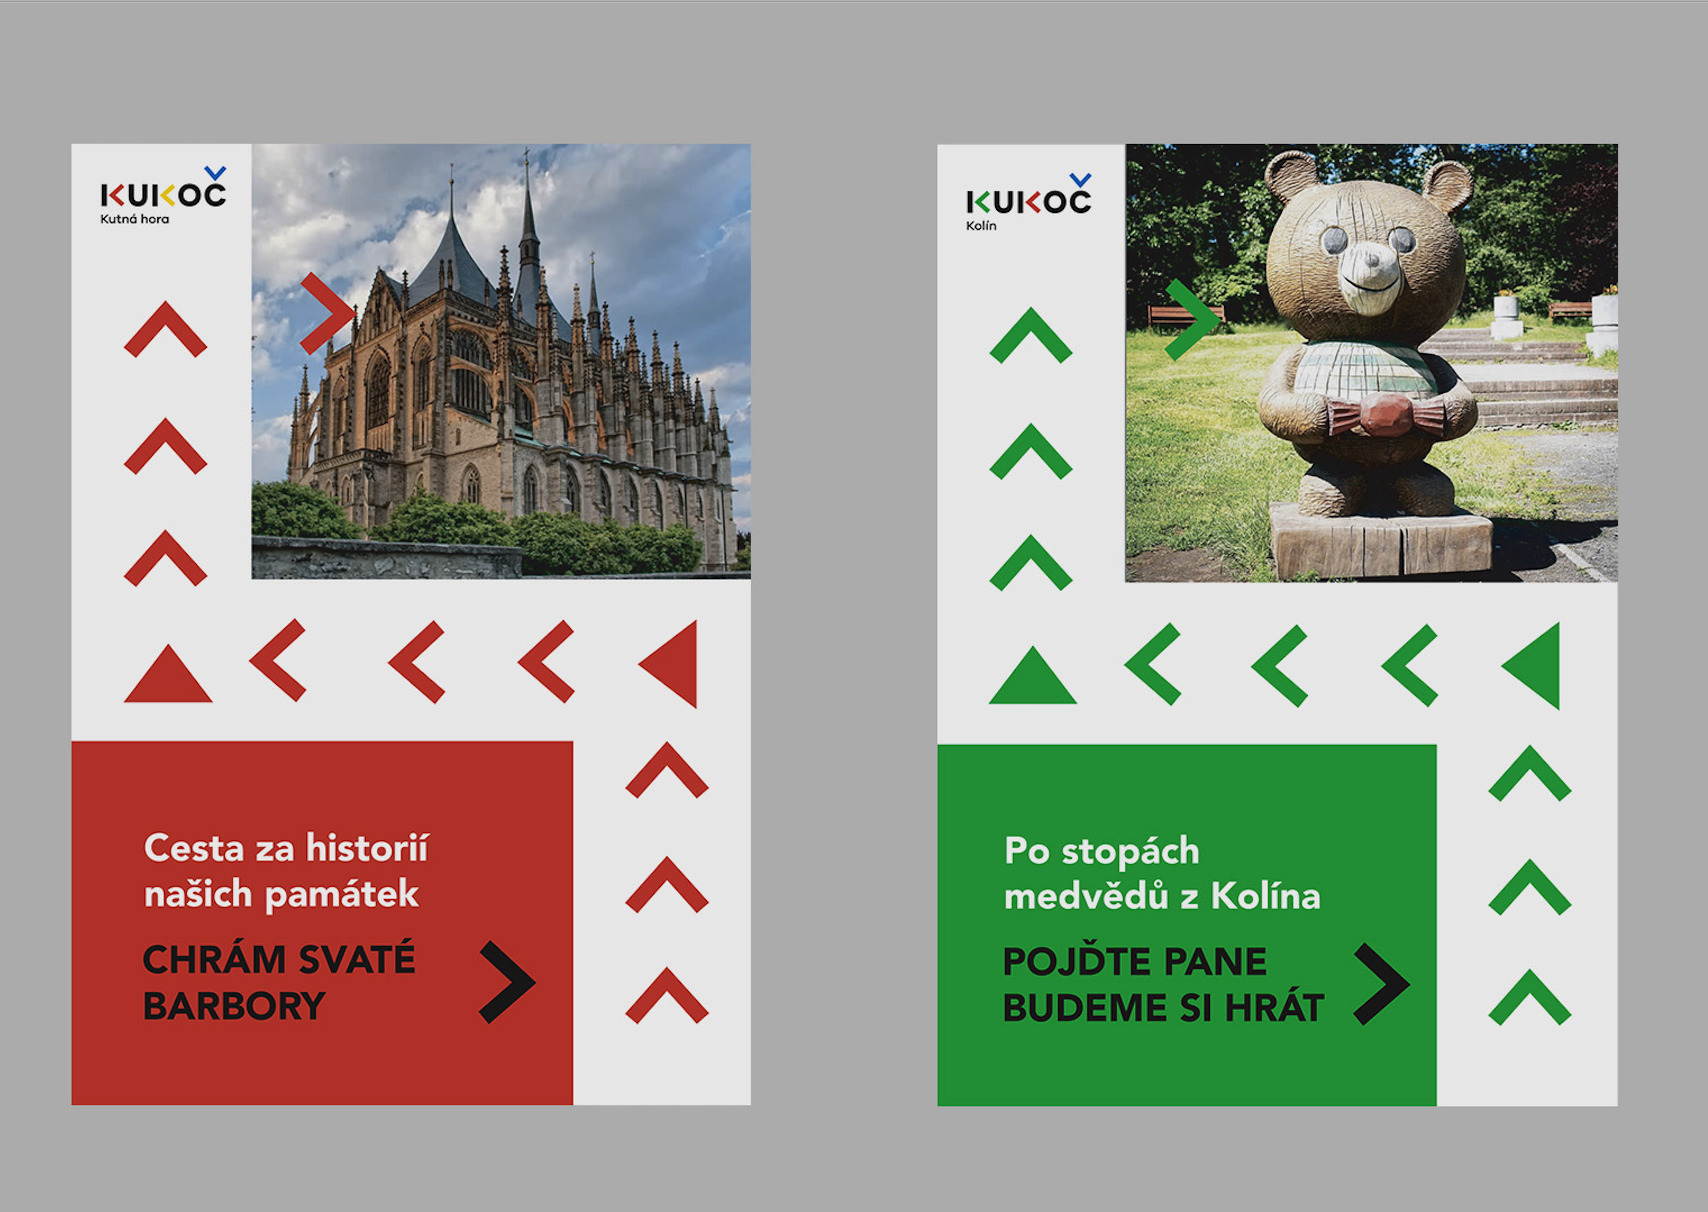 KUKOČ
Kutná hora
Cesta za historií
našich památek
CHRÁM SVATÉ
BARBORY
KUKOČ
Kolín
Po stopách
medvědů z Kolína
POJĎTE PANE
BUDEME SI HRÁT